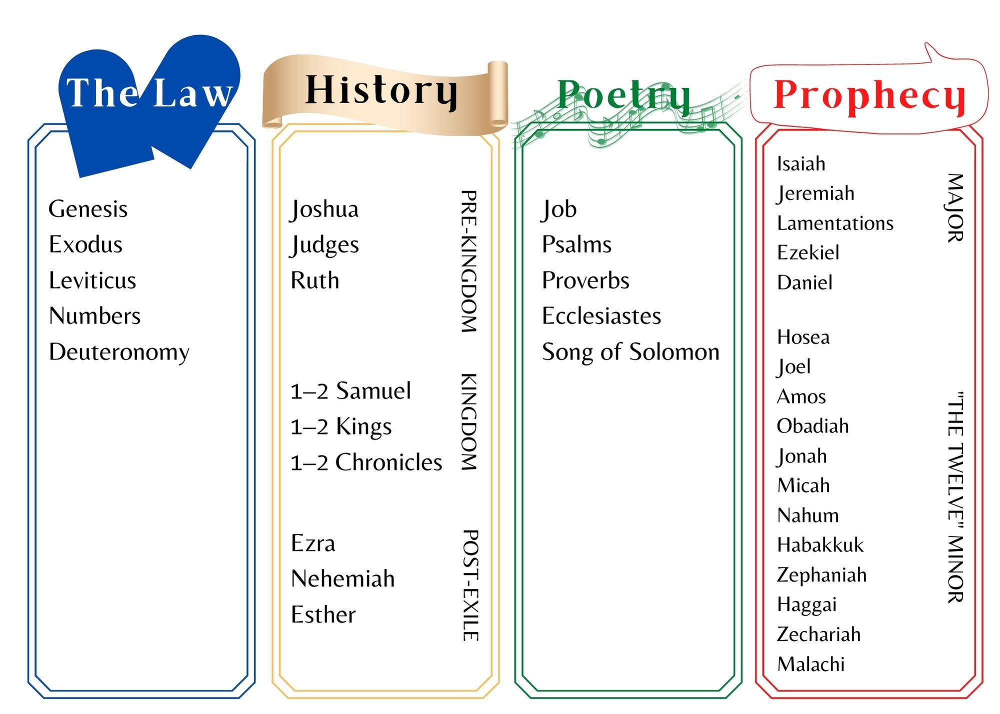 The Law
Genesis
Exodus
Leviticus
Numbers
Deuteronomy
History
Joshua
Judges
Ruth
PRE-KINGDOM
1–2 Samuel
1–2 Kings
1–2 Chronicles
KINGDOM
Ezra
Nehemiah
Esther
POST-EXILE
Poetry
Job
Psalms
Proverbs
Ecclesiastes
Song of Solomon
Prophecy
Isaiah
Jeremiah
Lamentations
Ezekiel
Daniel
MAJOR
Hosea
Joel
Amos
Obadiah
Jonah
Micah
Nahum
Habakkuk
Zephaniah
Haggai
Zechariah
Malachi
"THE TWELVE" MINOR